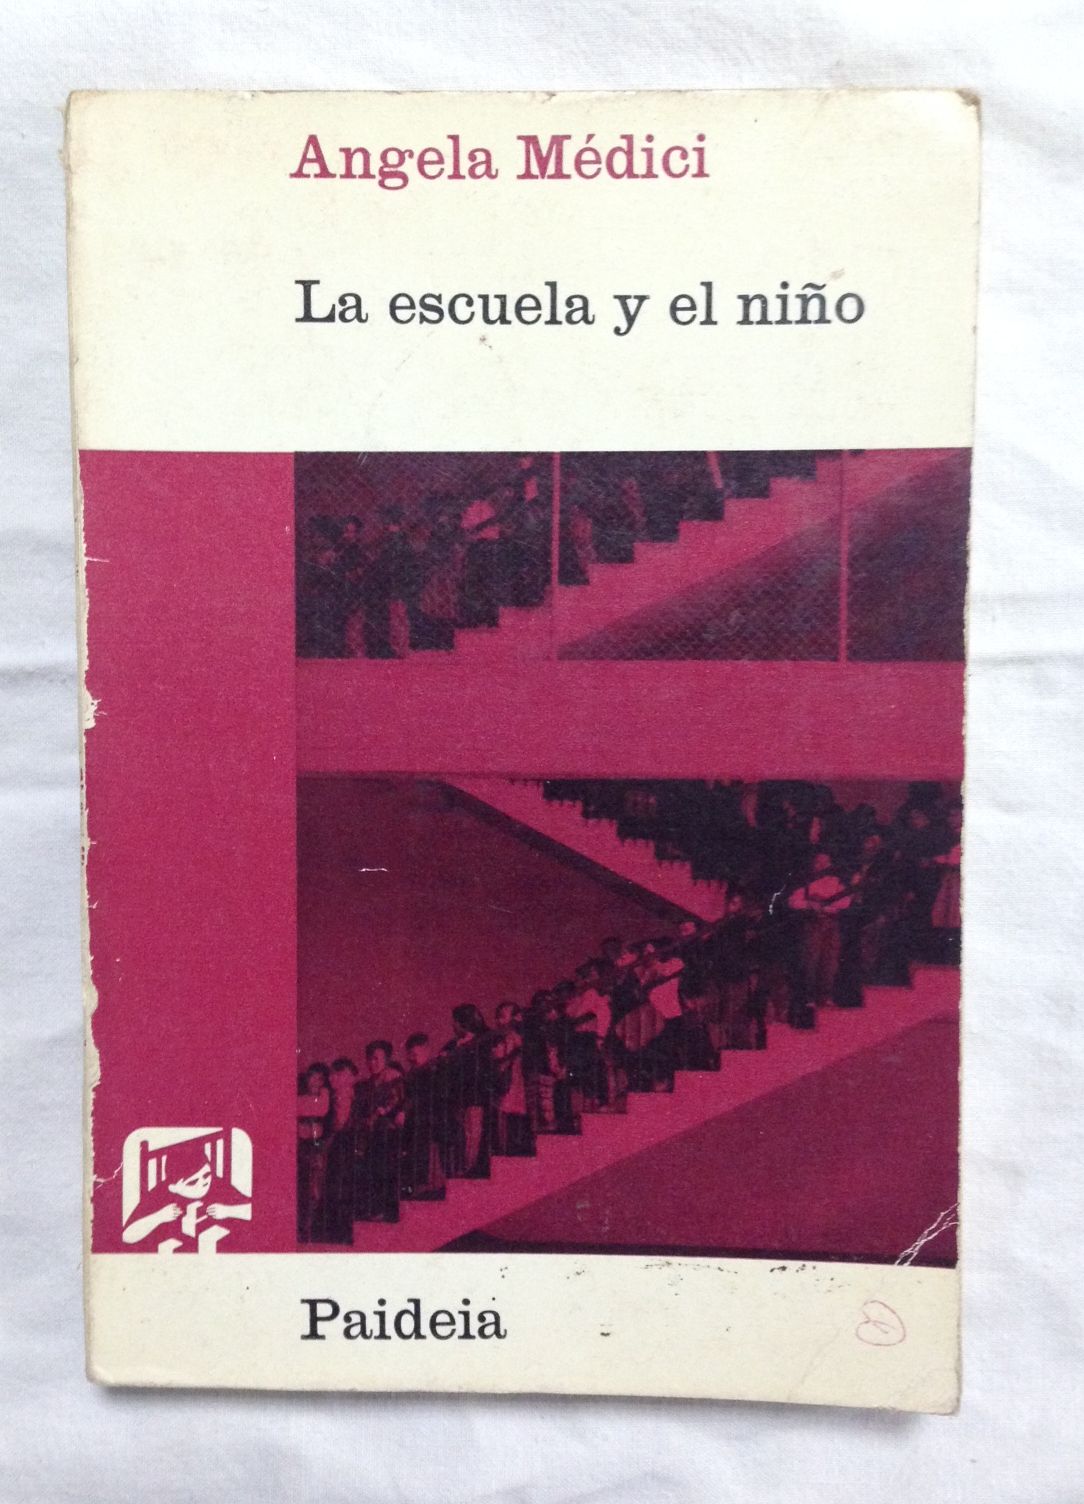 Angela Médici
La escuela y el niño
Paideia